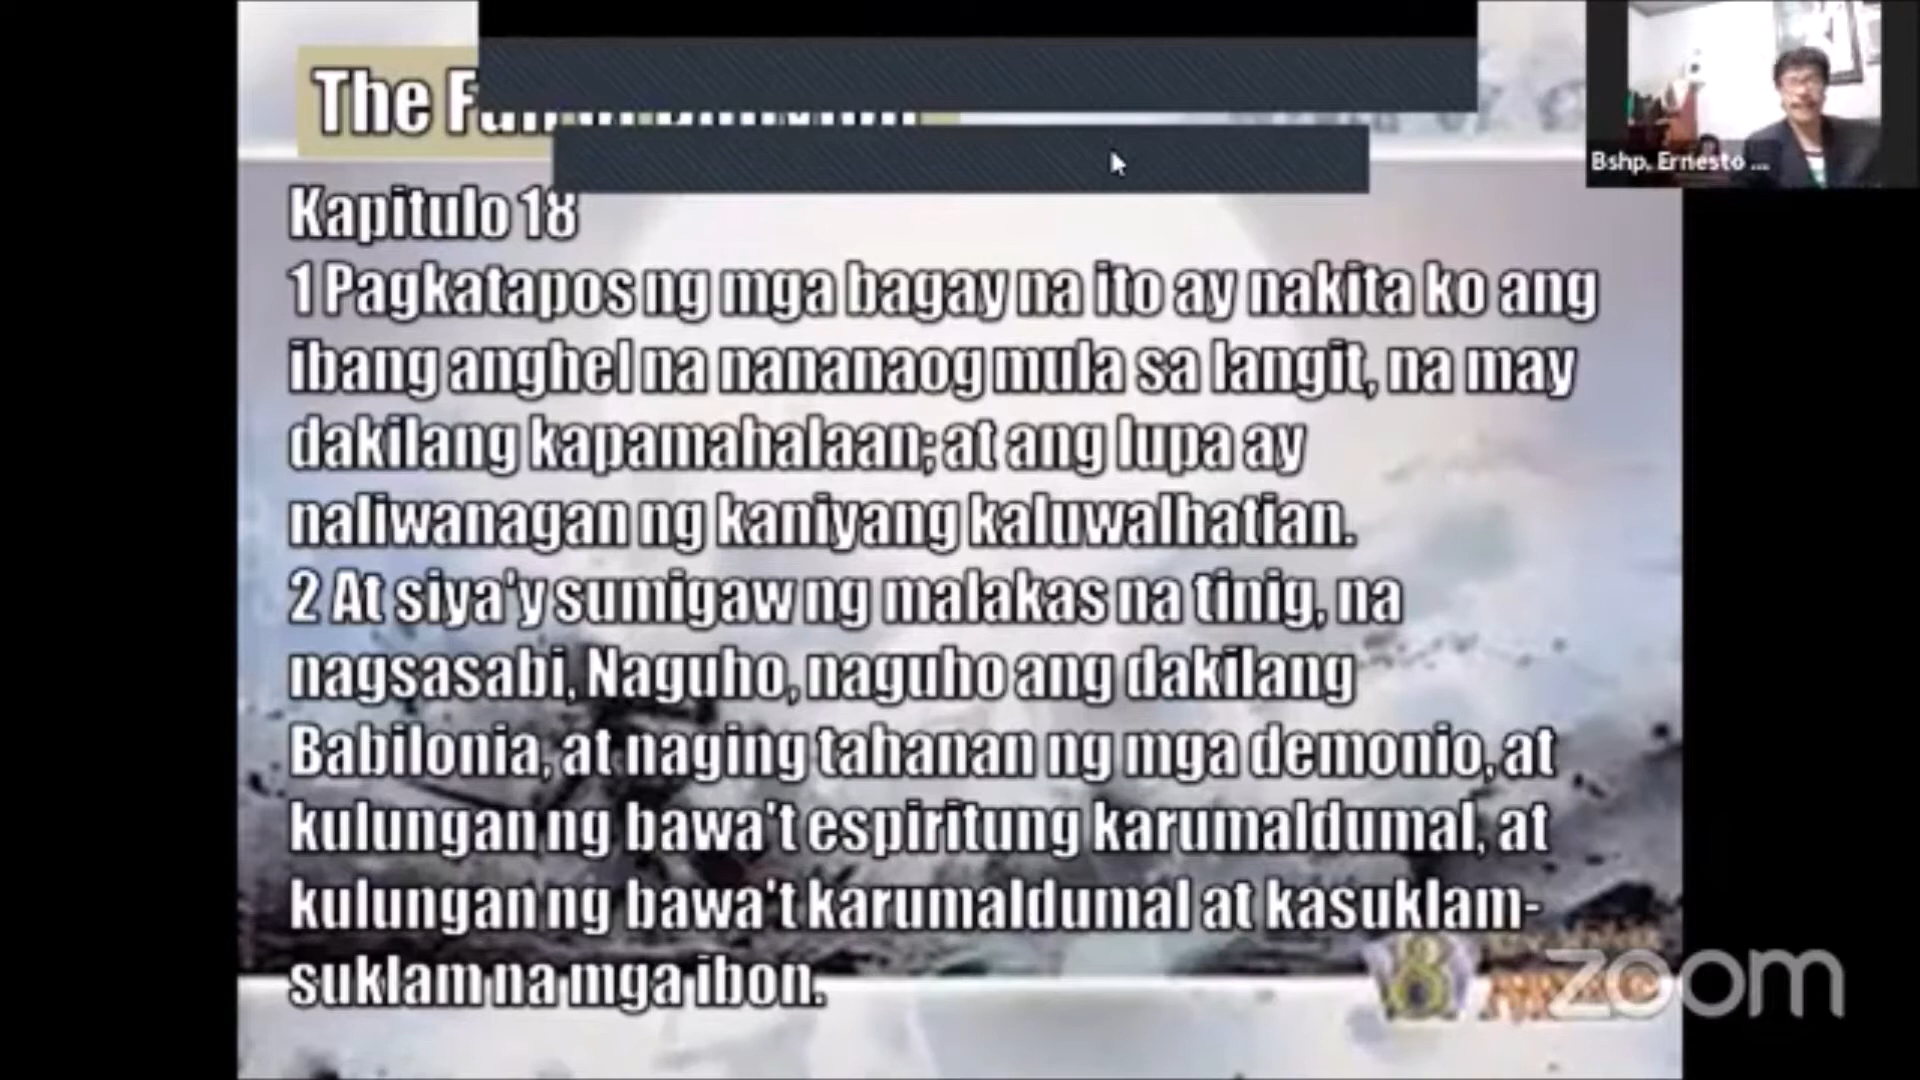 The
Bshp. Ernesto ...
Kapitulo 18
1 Pagkatapos ng mga bagay na ito ay nakita ko ang
ibang anghel na nananaog mula sa langit, na may
dakilang kapamahalaan; at ang lupa ay
naliwanagan ng kaniyang kaluwalhatian.
2 At siya'y sumigaw ng malakas na tinig, na
nagsasabi, Naguho, naguho ang dakilang
Babilonia, at naging tahanan ng mga demonio, at
kulungan ng bawa't espiritung karumaldumal, at
kulungan ng bawa't karumaldumal at kasuklam-
suklam na mga ibon.
8
zoom